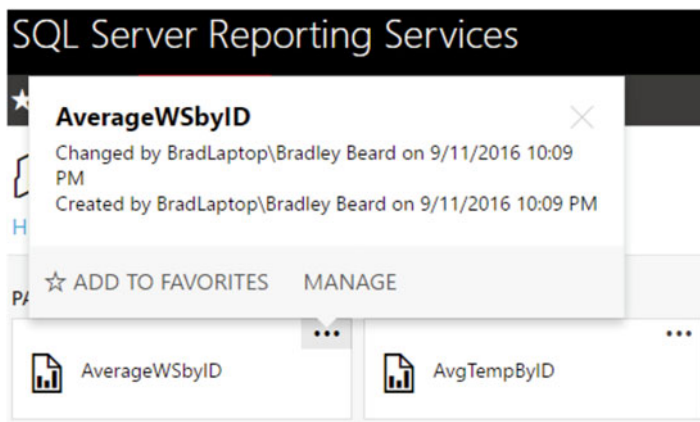 SQL Server Reporting Services
AverageWSbyID
Changed by BradLaptop\Bradley Beard on 9/11/2016 10:09
PM
Created by BradLaptop\Bradley Beard on 9/11/2016 10:09 PM
H
ADD TO FAVORITES MANAGE
PA
AverageWSbyID AvgTempByID